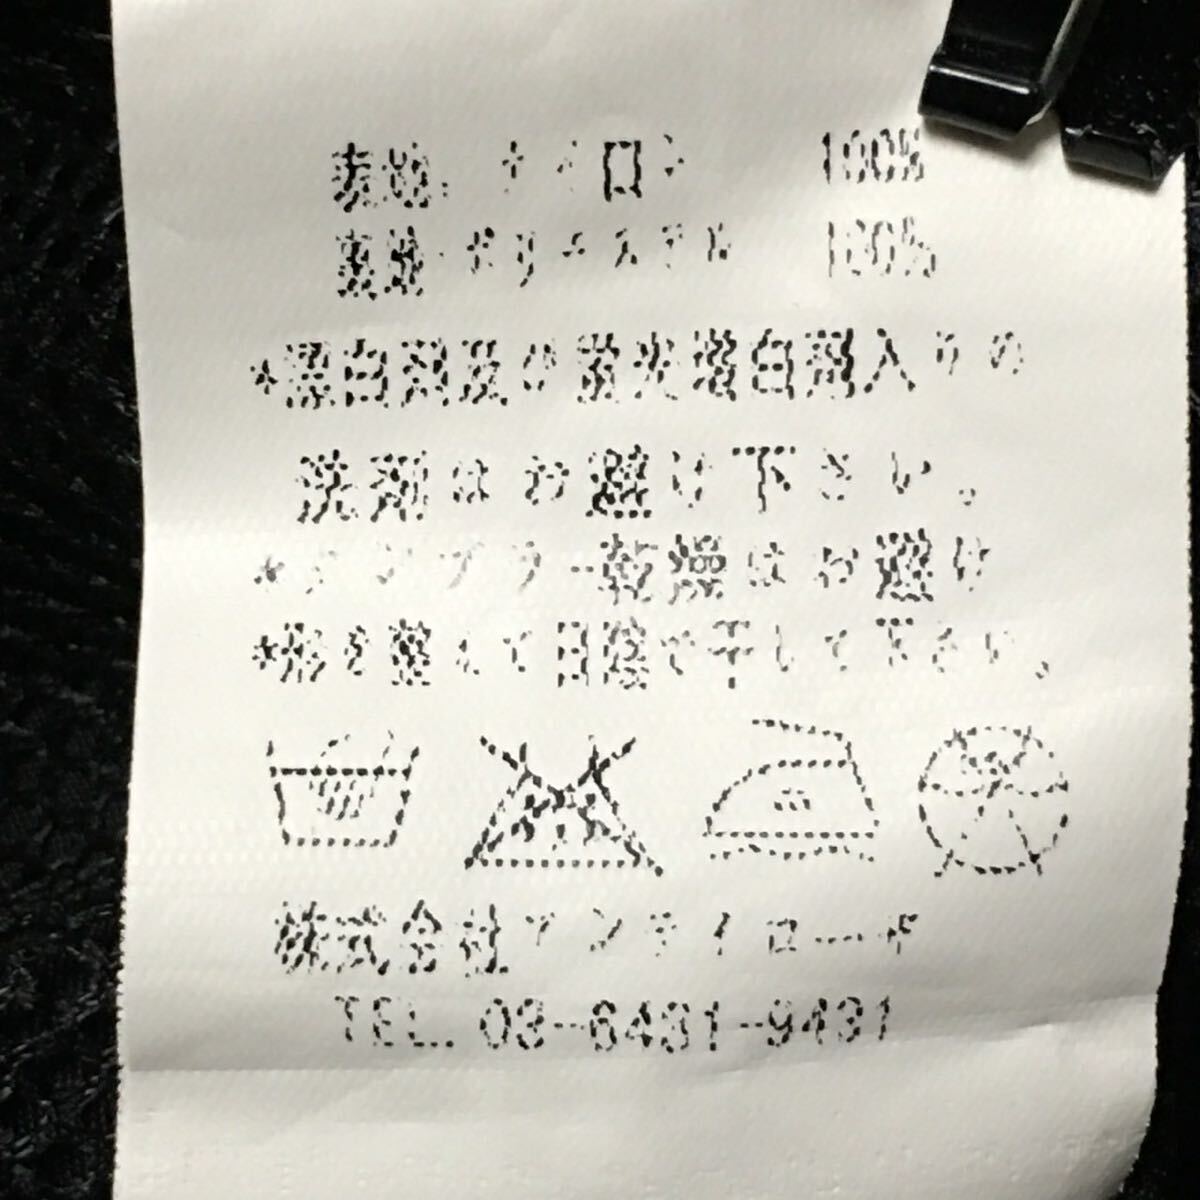 表地. ナイロン 100%
裏地・ポリエステル 100%
*漂白剤及び蛍光増白剤入りの
洗剤はお避け下さい。
*タンブラー乾燥はお避け
*形を整えて日陰で干して下さい。
株式会社アンティローザ
TEL. 03-6431-9431